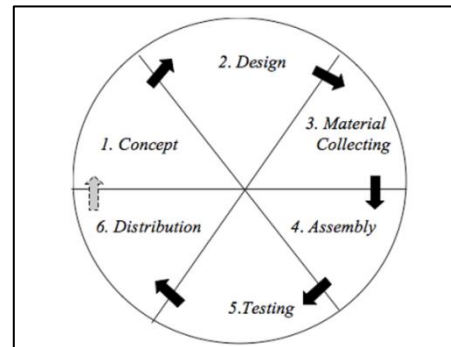 1. Concept
2. Design
3. Material
Collecting
4. Assembly
5.Testing
6. Distribution